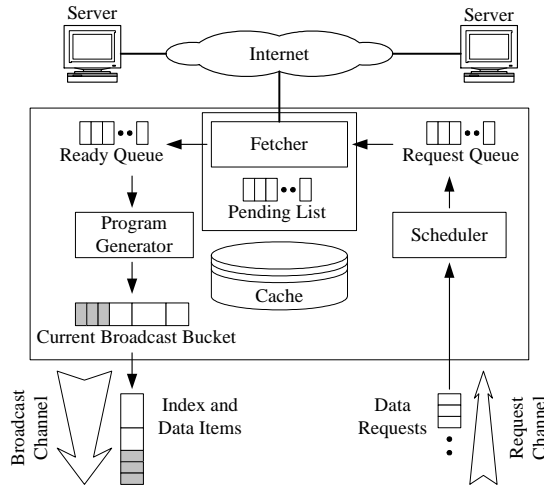 Server
Server
Internet
Ready Queue
Fetcher
Request Queue
Pending List
Program
Generator
Scheduler
Cache
Current Broadcast Bucket
Broadcast
Channel
Index and
Data Items
Data
Requests
Request
Channel